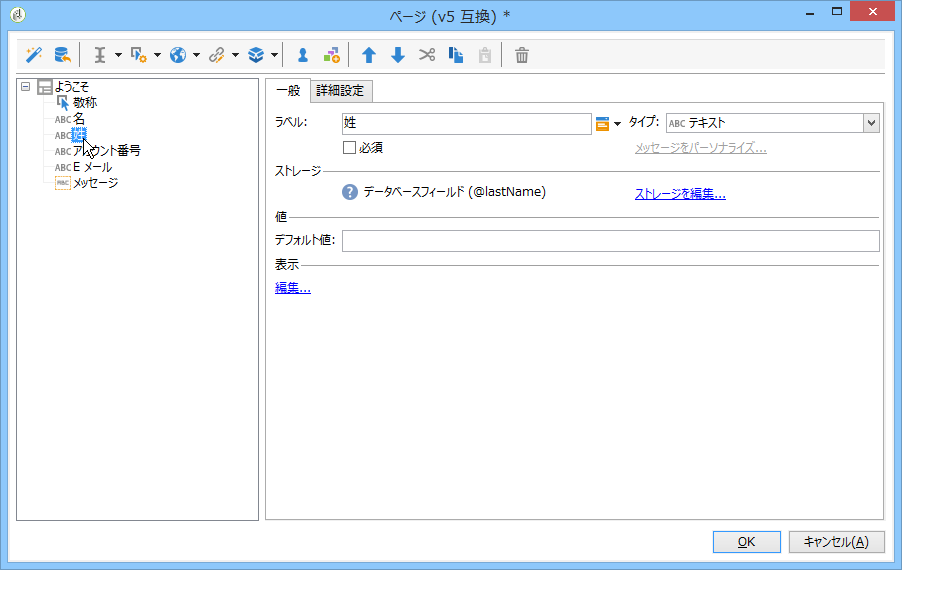 ページ (v5 互換) *
ようこそ
敬称
ABC 名
ABC 姓
ABC アカウント番号
ABC E メール
ABC メッセージ
一般 詳細設定
ラベル: 姓 タイプ: ABC テキスト
必須 メッセージをパーソナライズ...
ストレージ
? データベースフィールド (@lastName) ストレージを編集...
値
デフォルト値:
表示
編集...
OK キャンセル(A)